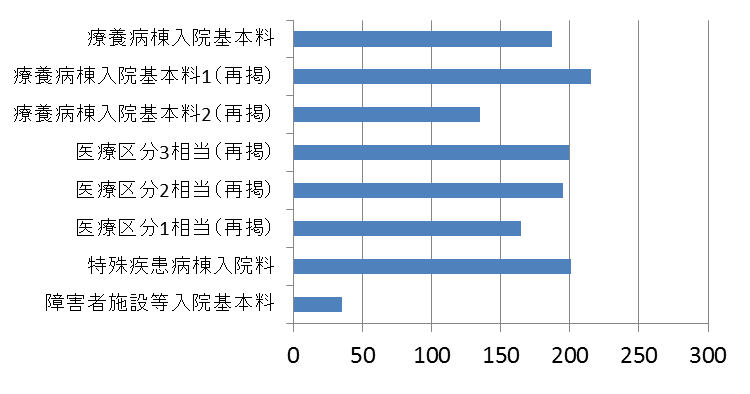 療養病棟入院基本料
療養病棟入院基本料1(再掲)
療養病棟入院基本料2(再掲)
医療区分3相当(再掲)
医療区分2相当(再掲)
医療区分1相当(再掲)
特殊疾患病棟入院料
障害者施設等入院基本料
0 50 100 150 200 250 300